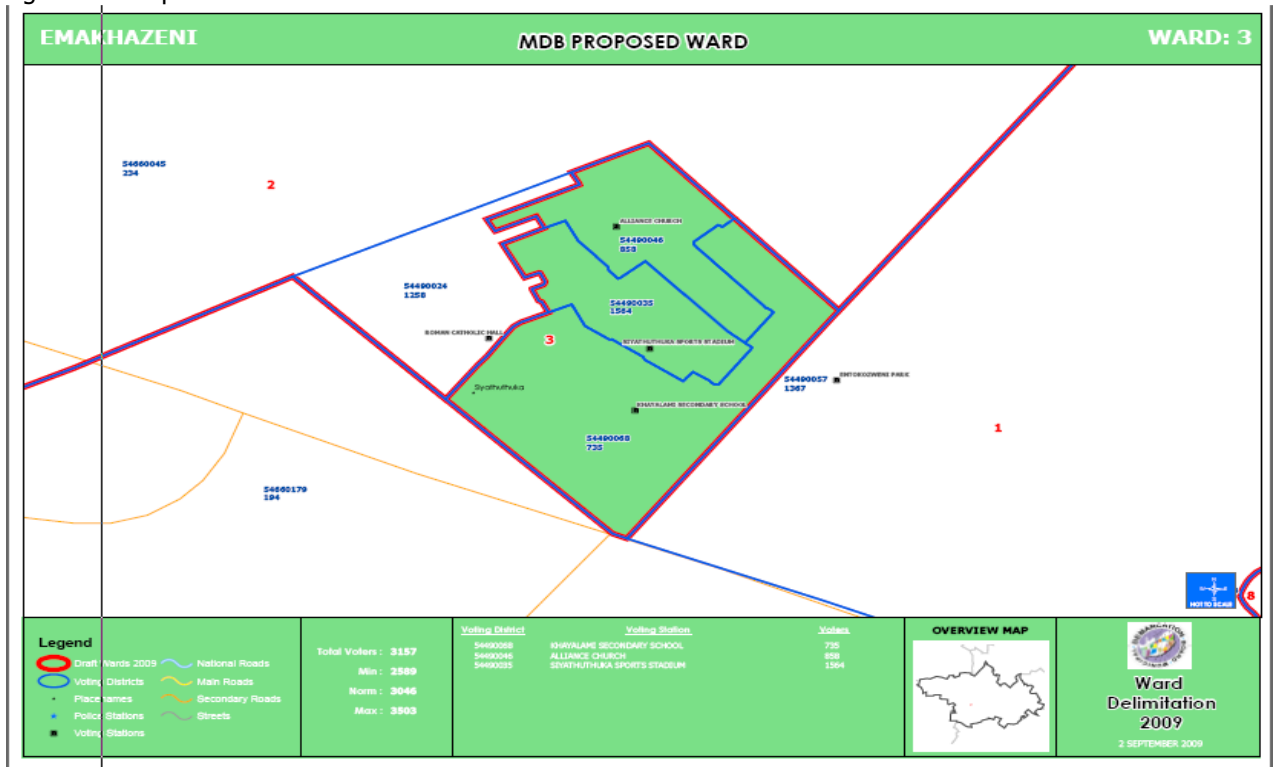 EMAKHAZENI
MDB PROPOSED WARD
WARD: 3
54660045
234
2
ALLIANCE CHURCH
54490046
858
54490024
1258
54490035
1564
ROMAN CATHOLIC HALL
3
SIYATHUTHUKA SPORTS STADIUM
54490057
1367
EMTHONJENI PARK
Siyathuthuka
KHAYALAMI SECONDARY SCHOOL
1
54490068
735
54660179
194
NOT TO SCALE
8
Legend
Draft Wards 2009
National Roads
Voting Districts
Main Roads
Placenames
Secondary Roads
Police Stations
Streets
Voting Stations
Total Voters : 3157
Min : 2589
Norm : 3046
Max : 3503
Voting District Voting Station Voters
54490068 KHAYALAMI SECONDARY SCHOOL 735
54490046 ALLIANCE CHURCH 858
54490035 SIYATHUTHUKA SPORTS STADIUM 1564
OVERVIEW MAP
Ward
Delimitation
2009
2 SEPTEMBER 2009